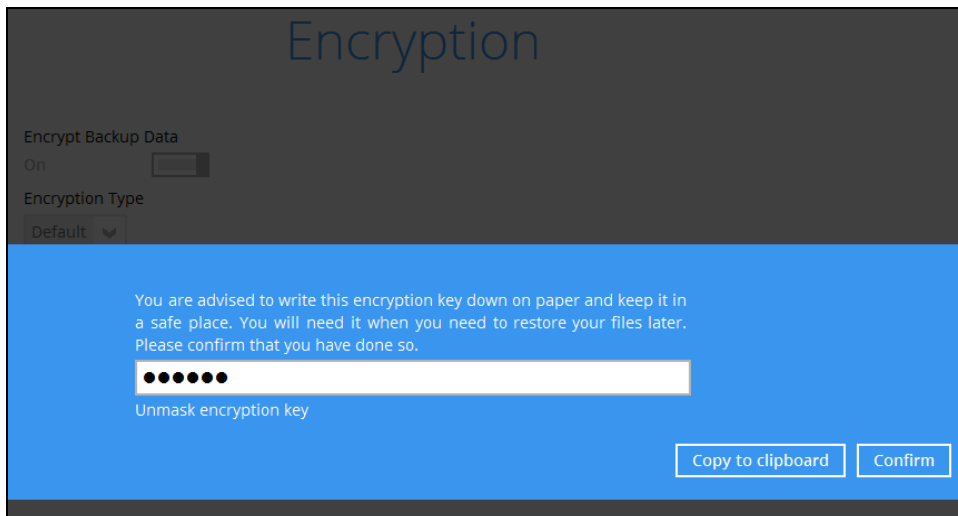 Encryption
Encrypt Backup Data
On
Encryption Type
Default
You are advised to write this encryption key down on paper and keep it in
a safe place. You will need it when you need to restore your files later.
Please confirm that you have done so.
●●●●●●
Unmask encryption key
Copy to clipboard Confirm